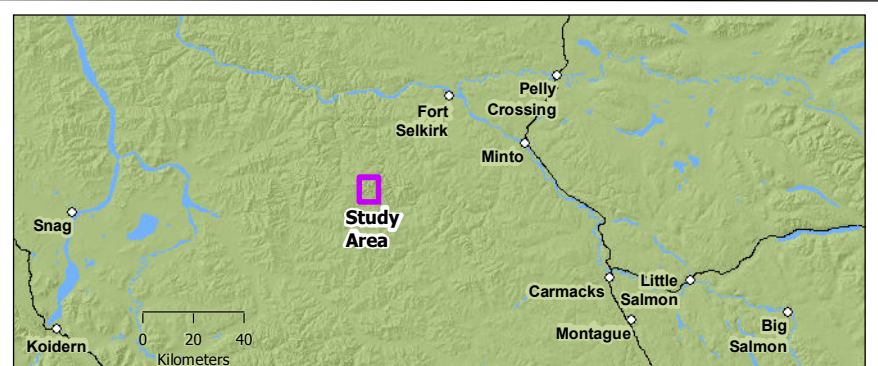 Pelly
Crossing
Fort
Selkirk
Minto
Study
Area
Snag
Carmacks
Little
Salmon
Montague
Big
Salmon
0 20 40
Kilometers
Koidern